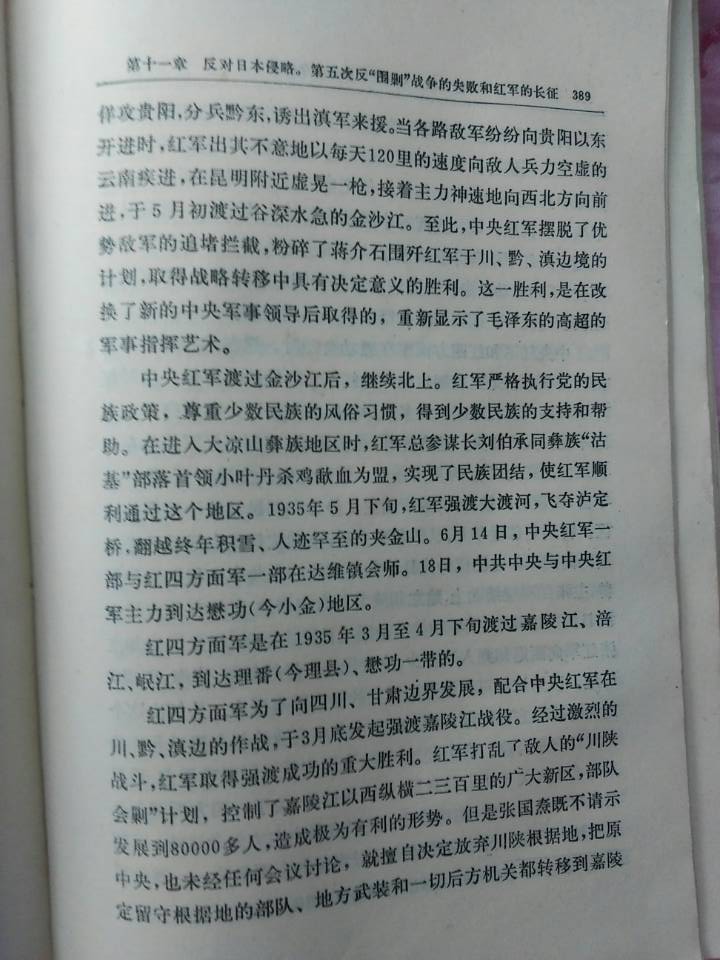 第十一章 反对日本侵略。第五次反“围剿”战争的失败和红军的长征 389
佯攻贵阳，分兵黔东，诱出滇军来援。当各路敌军纷纷向贵阳以东
开进时，红军出其不意地以每天120里的速度向敌人兵力空虚的
云南疾进，在昆明附近虚晃一枪，接着主力神速地向西北方向前
进，于5月初渡过谷深水急的金沙江。至此，中央红军摆脱了优
势敌军的追堵拦截，粉碎了蒋介石围歼红军于川、黔、滇边境的
计划，取得战略转移中具有决定意义的胜利。这一胜利，是在改
换了新的中央军事领导后取得的，重新显示了毛泽东的高超的
军事指挥艺术。
中央红军渡过金沙江后，继续北上。红军严格执行党的民
族政策，尊重少数民族的风俗习惯，得到少数民族的支持和帮
助。在进入大凉山彝族地区时，红军总参谋长刘伯承同彝族“沽
基”部落首领小叶丹杀鸡歃血为盟，实现了民族团结，使红军顺
利通过这个地区。1935年5月下旬，红军强渡大渡河，飞夺泸定
桥，翻越终年积雪、人迹罕至的夹金山。6月14日，中央红军一
部与红四方面军一部在达维镇会师。18日，中共中央与中央红
军主力到达懋功(今小金)地区。
红四方面军是在1935年3月至4月下旬渡过嘉陵江、涪
江、岷江，到达理番(今理县)、懋功一带的。
红四方面军为了向四川、甘肃边界发展，配合中央红军在
川、黔、滇边的作战，于3月底发起强渡嘉陵江战役。经过激烈的
战斗，红军取得强渡成功的重大胜利。红军打乱了敌人的“川陕
会剿”计划，控制了嘉陵江以西纵横二三百里的广大新区，部队
发展到80000多人，造成极为有利的形势。但是张国焘既不请示
中央，也未经任何会议讨论，就擅自决定放弃川陕根据地，把原
定留守根据地的部队、地方武装和一切后方机关都转移到嘉陵